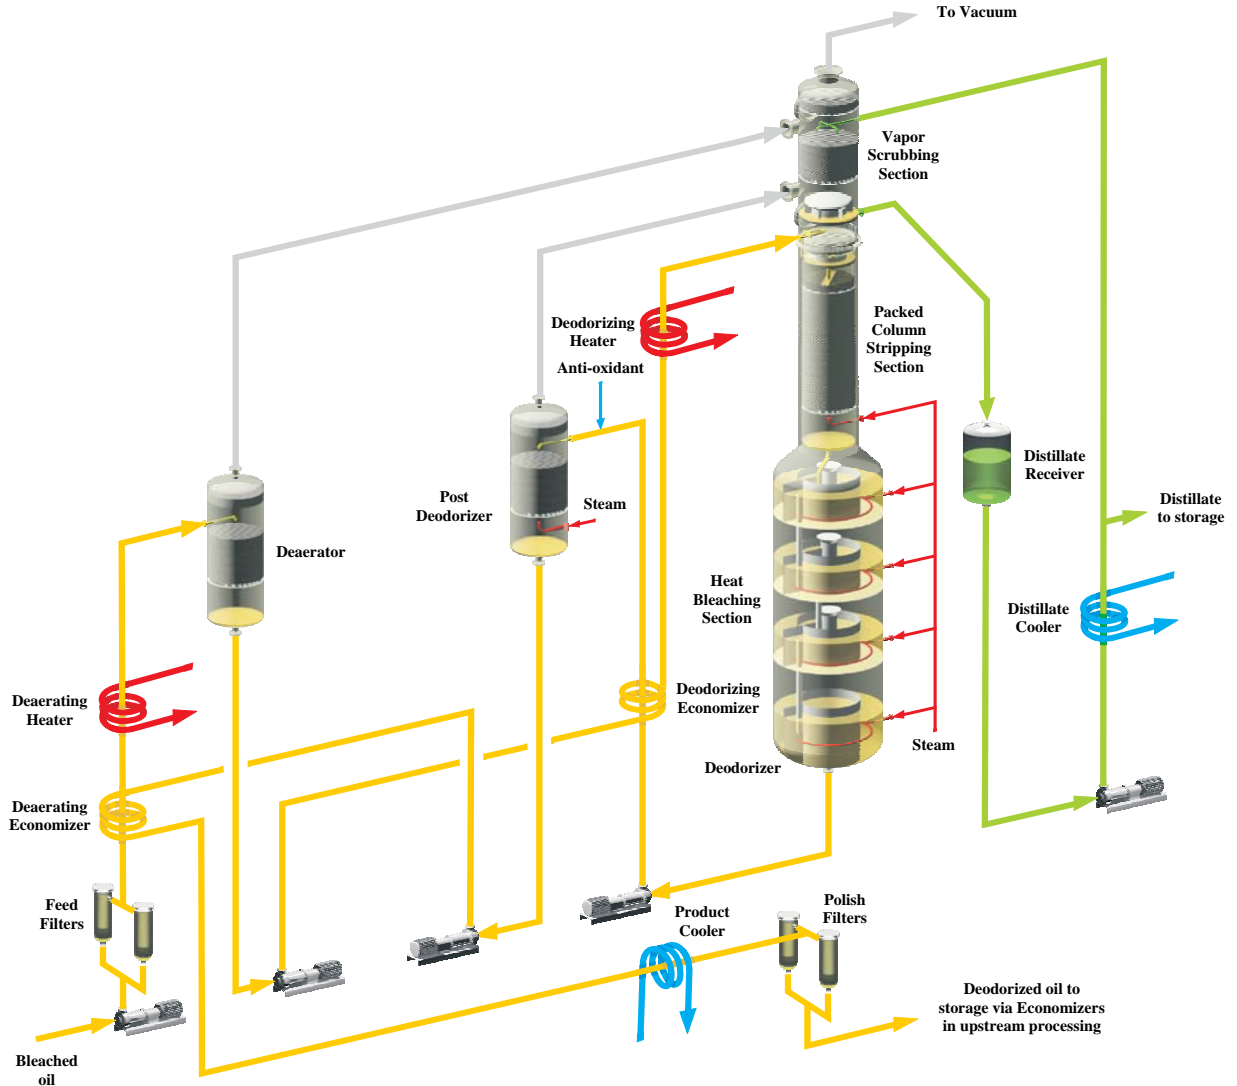 To Vacuum
Vapor
Scrubbing
Section
Deodorizing
Heater
Packed
Column
Stripping
Section
Anti-oxidant
Distillate
Receiver
Post
Deodorizer
Steam
Distillate
to storage
Deaerator
Heat
Bleaching
Section
Distillate
Cooler
Deaerating
Heater
Deodorizing
Economizer
Steam
Deodorizer
Deaerating
Economizer
Feed
Filters
Product
Cooler
Polish
Filters
Deodorized oil to
storage via Economizers
in upstream processing
Bleached
oil